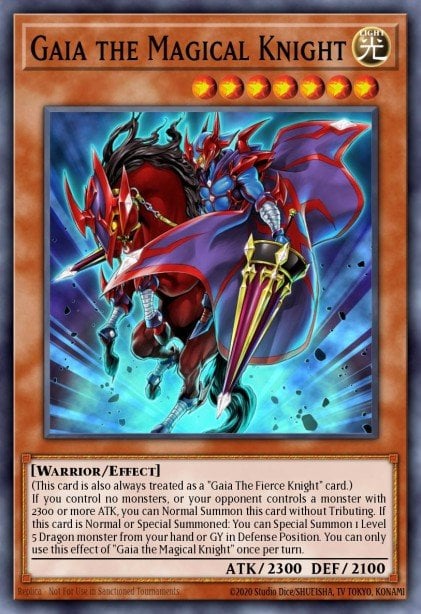 GAIA THE MAGICAL KNIGHT
LIGHT
光
[WARRIOR/EFFECT]
(This card is also always treated as a "Gaia The Fierce Knight" card.)
If you control no monsters, or your opponent controls a monster with
2300 or more ATK, you can Normal Summon this card without Tributing. If
this card is Normal or Special Summoned: You can Special Summon 1 Level
5 Dragon monster from your hand or GY in Defense Position. You can only
use this effect of "Gaia the Magical Knight" once per turn.
ATK/2300 DEF/2100
Replica - Not For Use in Sanctioned Tournaments
©2020 Studio Dice/SHUEISHA, TV TOKYO, KONAMI